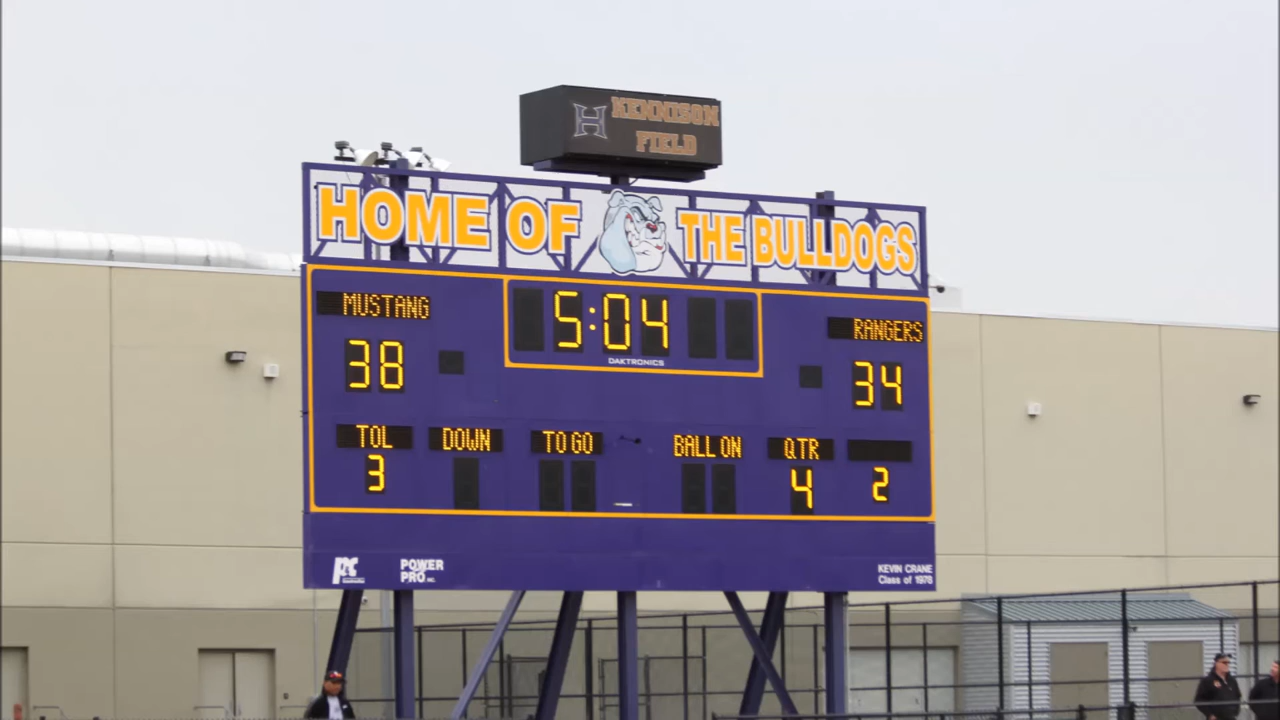 H HENNISON
FIELD
HOME OF THE BULLDOGS
MUSTANG 5:04 RANGERS
DAKTRONICS
38 34
TOL DOWN TO GO BALL ON QTR
3 4 2
PC POWER
PRO INC. KEVIN CRANE
Class of 1978